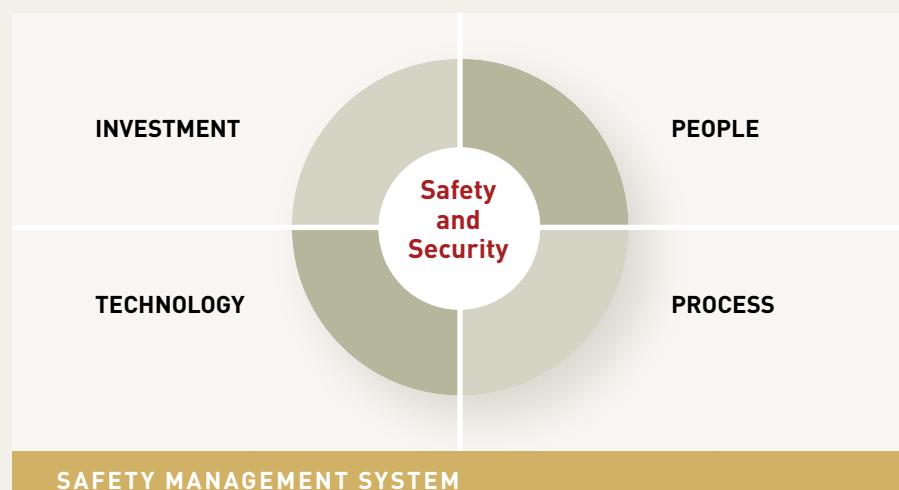 INVESTMENT
PEOPLE
Safety
and
Security
TECHNOLOGY
PROCESS
SAFETY MANAGEMENT SYSTEM